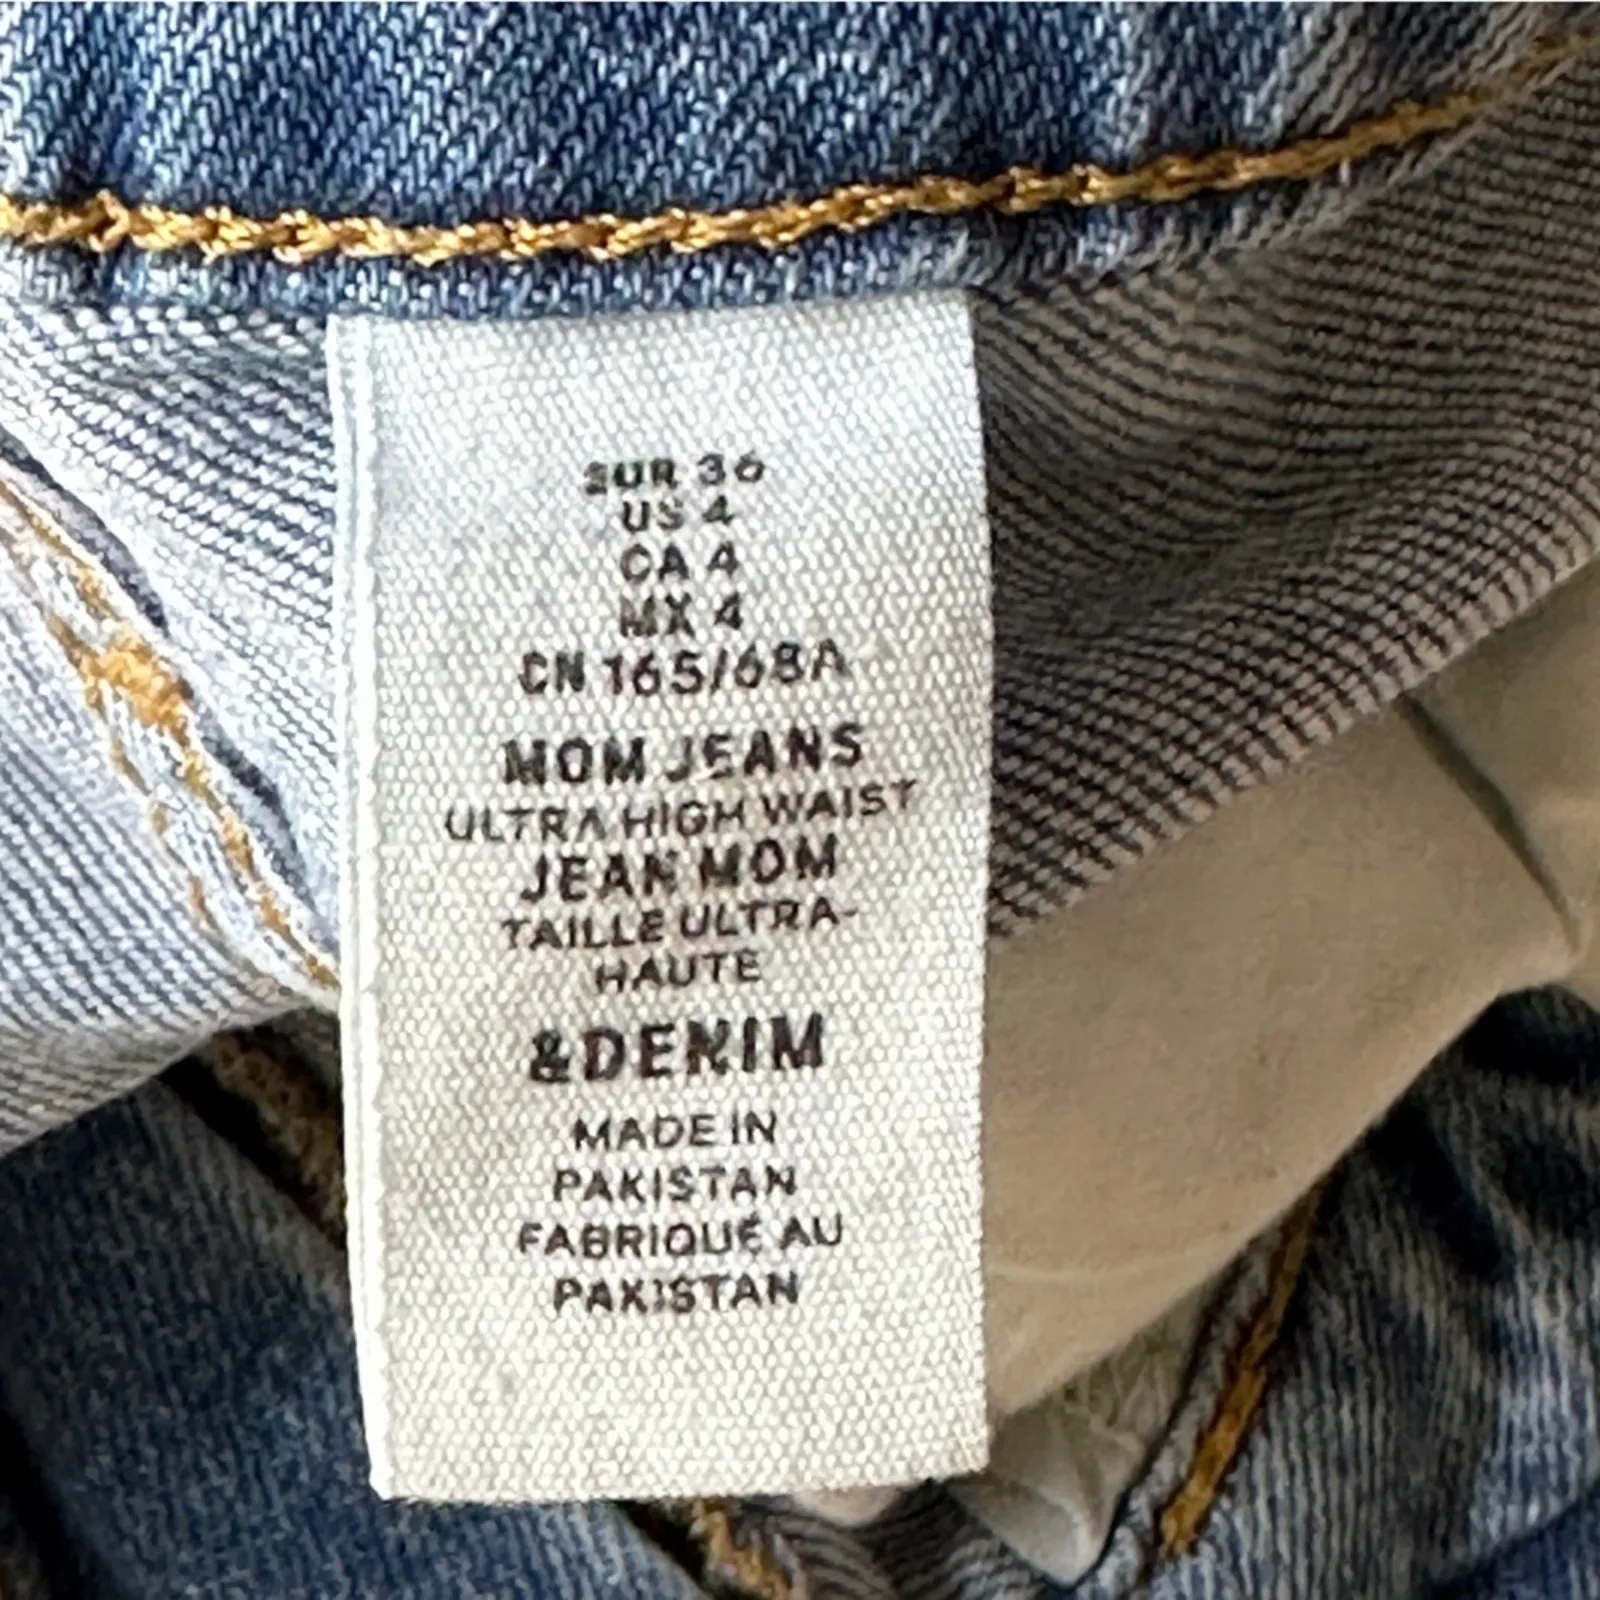 EUR 36
US 4
CA 4
MX 4
CN 165/68A
MOM JEANS
ULTRA HIGH WAIST
JEAN MOM
TAILLE ULTRA-
HAUTE
&DENIM
MADE IN
PAKISTAN
FABRIQUÉ AU
PAKISTAN